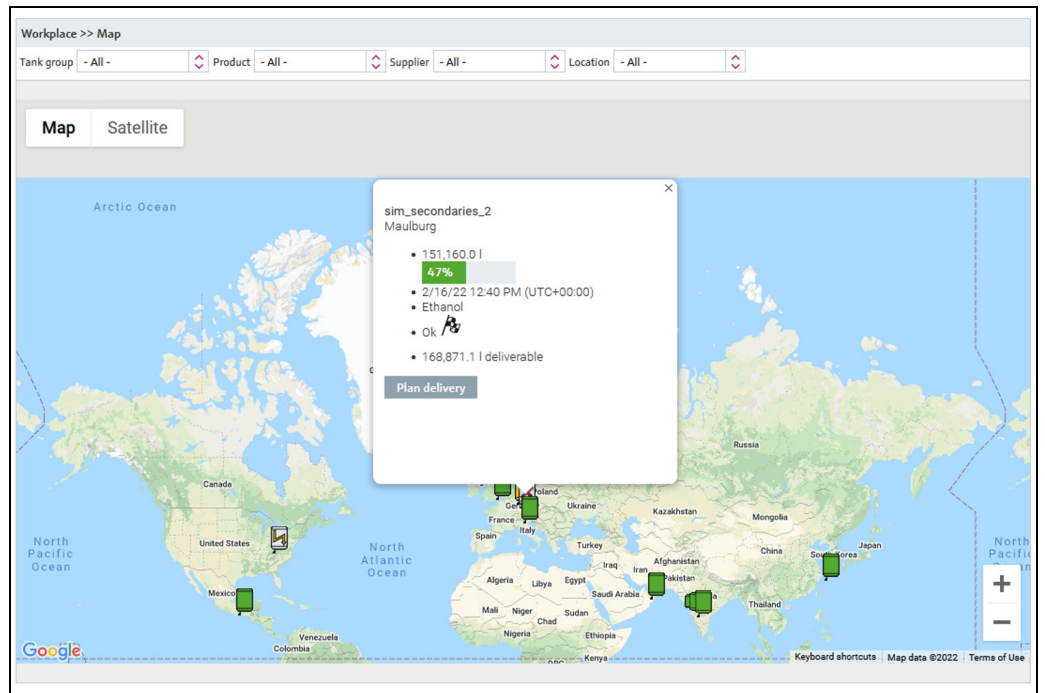 Workplace >> Map
Tank group - All - Product - All - Supplier - All - Location - All -
Map Satellite
×
sim_secondaries_2
Maulburg
• 151,160.0 l
47%
• 2/16/22 12:40 PM (UTC+00:00)
• Ethanol
• Ok
• 168,871.1 l deliverable
Plan delivery
Arctic Ocean
Russia
Canada
Poland
Ukraine
Kazakhstan
Mongolia
France
Italy
Spain
Turkey
United States
North
Pacific
Ocean
North
Atlantic
Ocean
China
Japan
North
Iraq
Iran
Afghanistan
Pakistan
Algeria
Libya
Egypt
Saudi Arabia
Mexico
Thailand
Mali
Niger
Chad
Sudan
Nigeria
Ethiopia
Venezuela
Colombia
Kenya
+
−
Google
Keyboard shortcuts Map data ©2022 Terms of Use